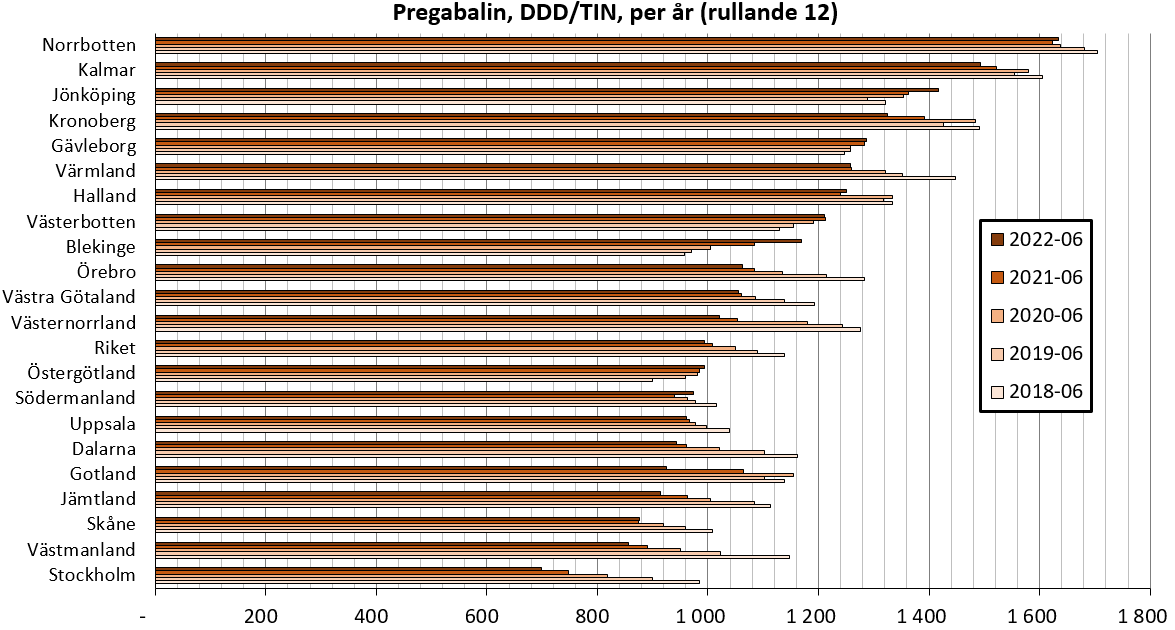 Pregabalin, DDD/TIN, per år (rullande 12)
Norrbotten
Kalmar
Jönköping
Kronoberg
Gävleborg
Värmland
Halland
Västerbotten
Blekinge
Örebro
Västra Götaland
Västernorrland
Riket
Östergötland
Södermanland
Uppsala
Dalarna
Gotland
Jämtland
Skåne
Västmanland
Stockholm
2022-06
2021-06
2020-06
2019-06
2018-06
- 200 400 600 800 1 000 1 200 1 400 1 600 1 800